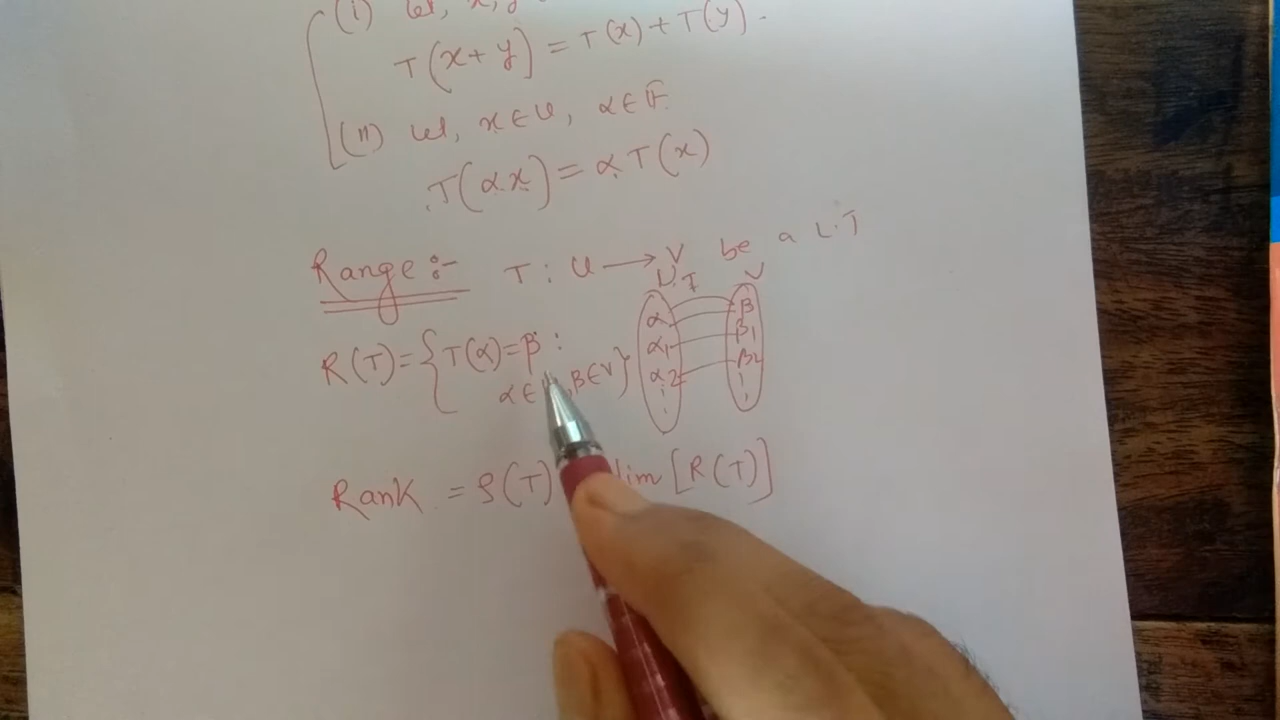 (i) let, x, y
T(x+y) = T(x) + T(y).
(ii) let, x ∈ U, α ∈ F
T(αx) = α T(x)
Range :- T : U → V be a L.T
U T V
R(T) = { T(α) = β :
α ∈ , β ∈ V }
α β
α1 β1
α2 β2
Rank = ρ(T) dim [R(T)]